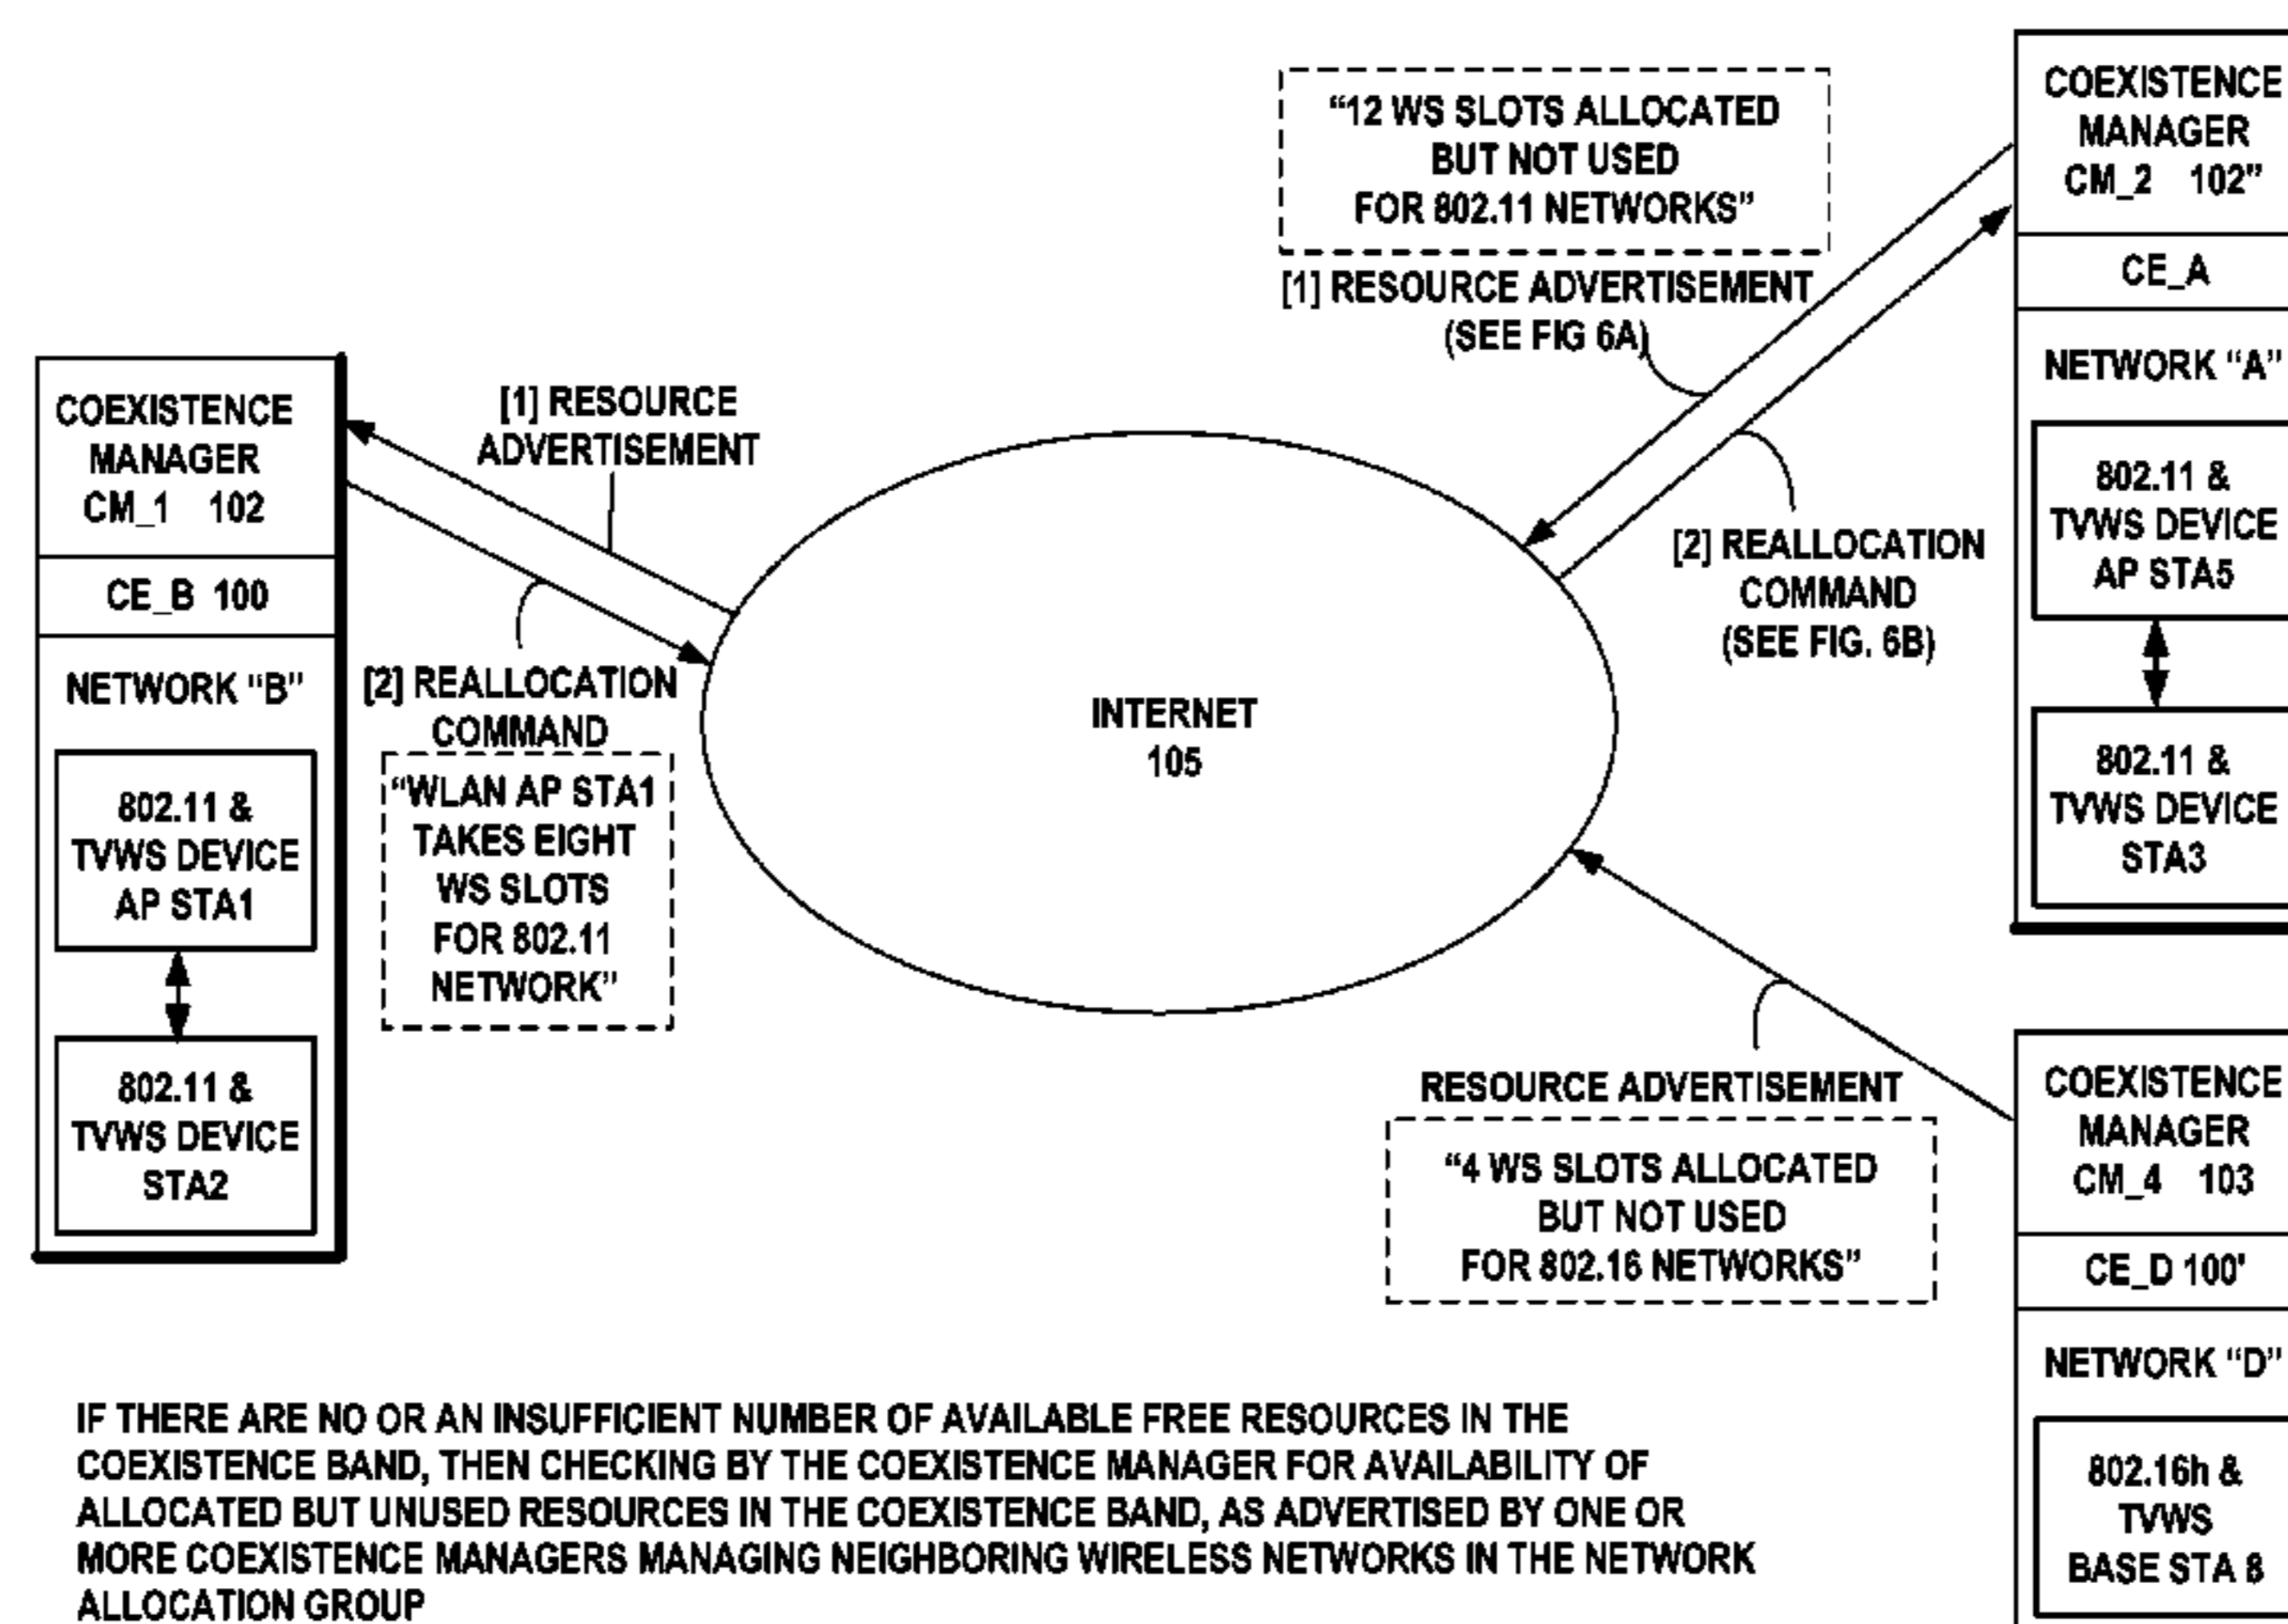 COEXISTENCE
MANAGER
CM_1 102
CE_B 100
NETWORK “B”
802.11 &
TVWS DEVICE
AP STA1
802.11 &
TVWS DEVICE
STA2
[1] RESOURCE
ADVERTISEMENT
[2] REALLOCATION
COMMAND
“WLAN AP STA1
TAKES EIGHT
WS SLOTS
FOR 802.11
NETWORK”
INTERNET
105
“12 WS SLOTS ALLOCATED
BUT NOT USED
FOR 802.11 NETWORKS”
[1] RESOURCE ADVERTISEMENT
(SEE FIG 6A)
[2] REALLOCATION
COMMAND
(SEE FIG. 6B)
COEXISTENCE
MANAGER
CM_2 102”
CE_A
NETWORK “A”
802.11 &
TVWS DEVICE
AP STA5
802.11 &
TVWS DEVICE
STA3
RESOURCE ADVERTISEMENT
“4 WS SLOTS ALLOCATED
BUT NOT USED
FOR 802.16 NETWORKS”
COEXISTENCE
MANAGER
CM_4 103
CE_D 100'
NETWORK “D”
802.16h &
TVWS
BASE STA 8
IF THERE ARE NO OR AN INSUFFICIENT NUMBER OF AVAILABLE FREE RESOURCES IN THE
COEXISTENCE BAND, THEN CHECKING BY THE COEXISTENCE MANAGER FOR AVAILABILITY OF
ALLOCATED BUT UNUSED RESOURCES IN THE COEXISTENCE BAND, AS ADVERTISED BY ONE OR
MORE COEXISTENCE MANAGERS MANAGING NEIGHBORING WIRELESS NETWORKS IN THE NETWORK
ALLOCATION GROUP